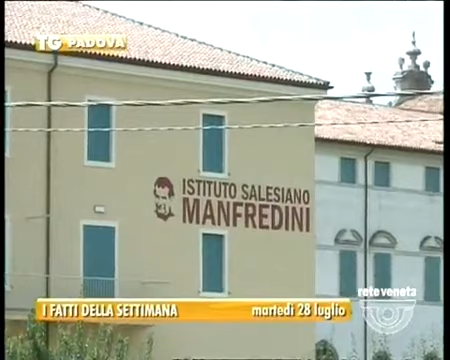 TG PADOVA
ISTITUTO SALESIANO
MANFREDINI
rete veneta
I FATTI DELLA SETTIMANA martedì 28 luglio